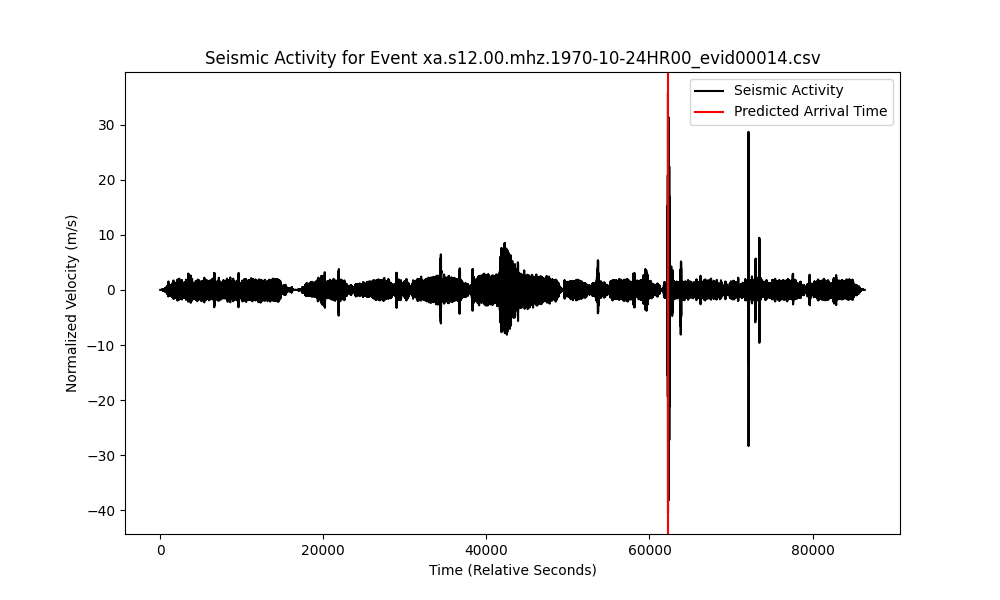 Seismic Activity for Event xa.s12.00.mhz.1970-10-24HR00_evid00014.csv
Seismic Activity
Predicted Arrival Time
Normalized Velocity (m/s)
30
20
10
0
−10
−20
−30
−40
0
20000
40000
60000
80000
Time (Relative Seconds)